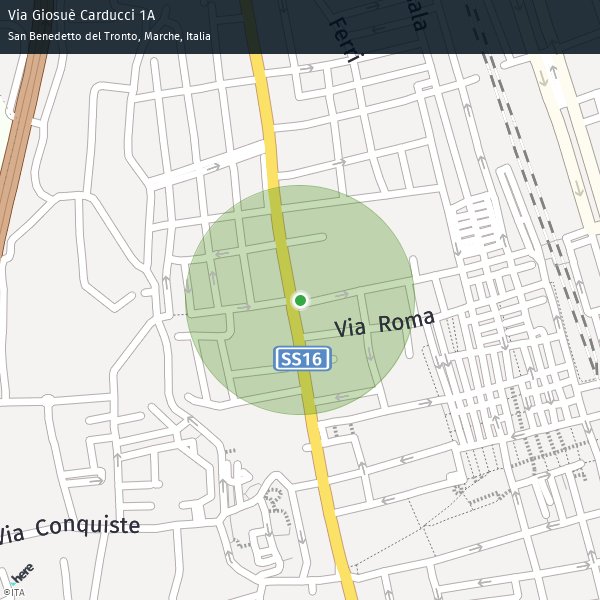 Via Giosuè Carducci 1A
San Benedetto del Tronto, Marche, Italia
Ferri
ala
Via Roma
SS16
Via Conquiste
here
©ITA